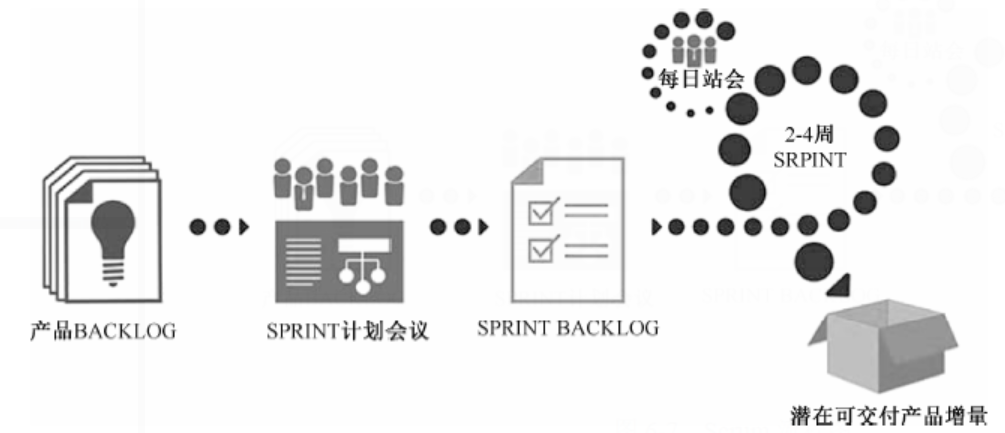 每日站会
2-4周
SRPINT
产品BACKLOG
SPRINT计划会议
SPRINT BACKLOG
潜在可交付产品增量